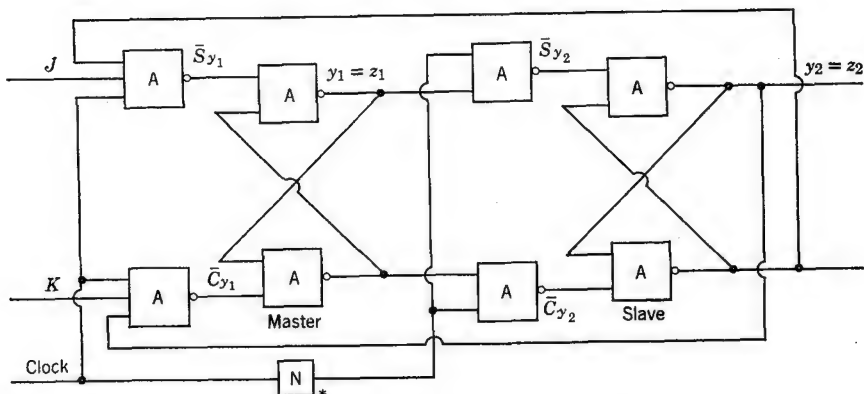 J
A
S̄y₁
A
y₁ = z₁
A
S̄y₂
A
y₂ = z₂
K
A
C̄y₁
A
Master
A
C̄y₂
A
Slave
Clock
N
*